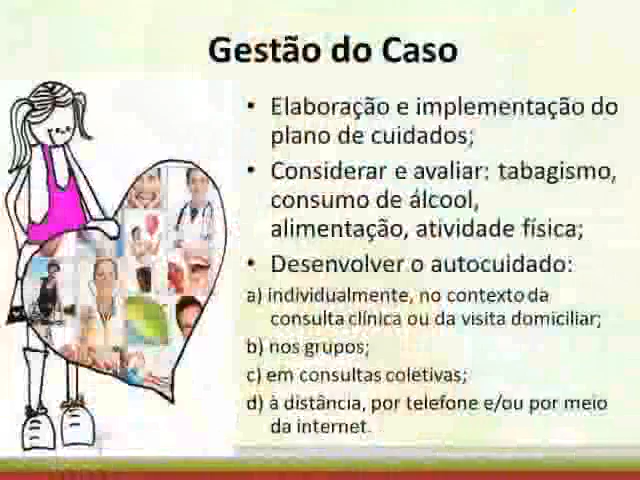 Gestão do Caso
• Elaboração e implementação do
plano de cuidados;
• Considerar e avaliar: tabagismo,
consumo de álcool,
alimentação, atividade física;
• Desenvolver o autocuidado:
a) individualmente, no contexto da
consulta clínica ou da visita domiciliar;
b) nos grupos;
c) em consultas coletivas;
d) à distância, por telefone e/ou por meio
da internet.